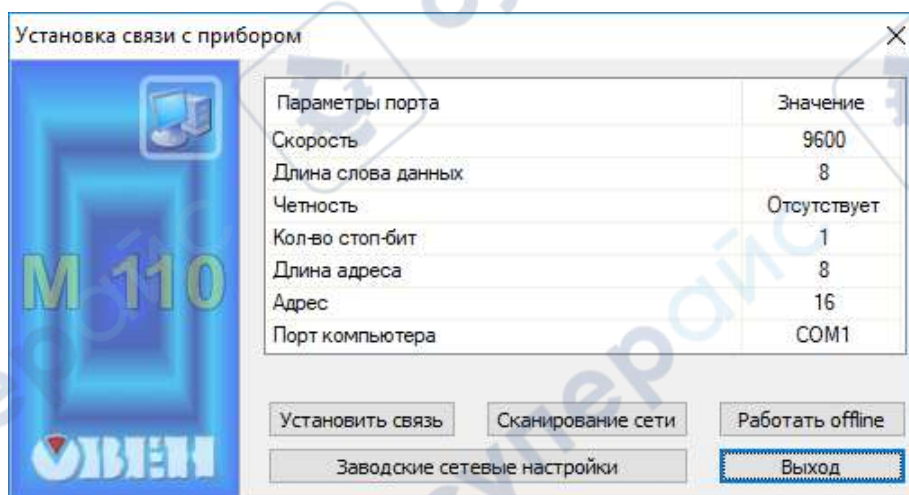 Установка связи с прибором
Параметры порта Значение
Скорость 9600
Длина слова данных 8
Четность Отсутствует
Кол-во стоп-бит 1
Длина адреса 8
Адрес 16
Порт компьютера COM1
М 110
ОВЕН
Установить связь Сканирование сети Работать offline
Заводские сетевые настройки Выход
суперайс